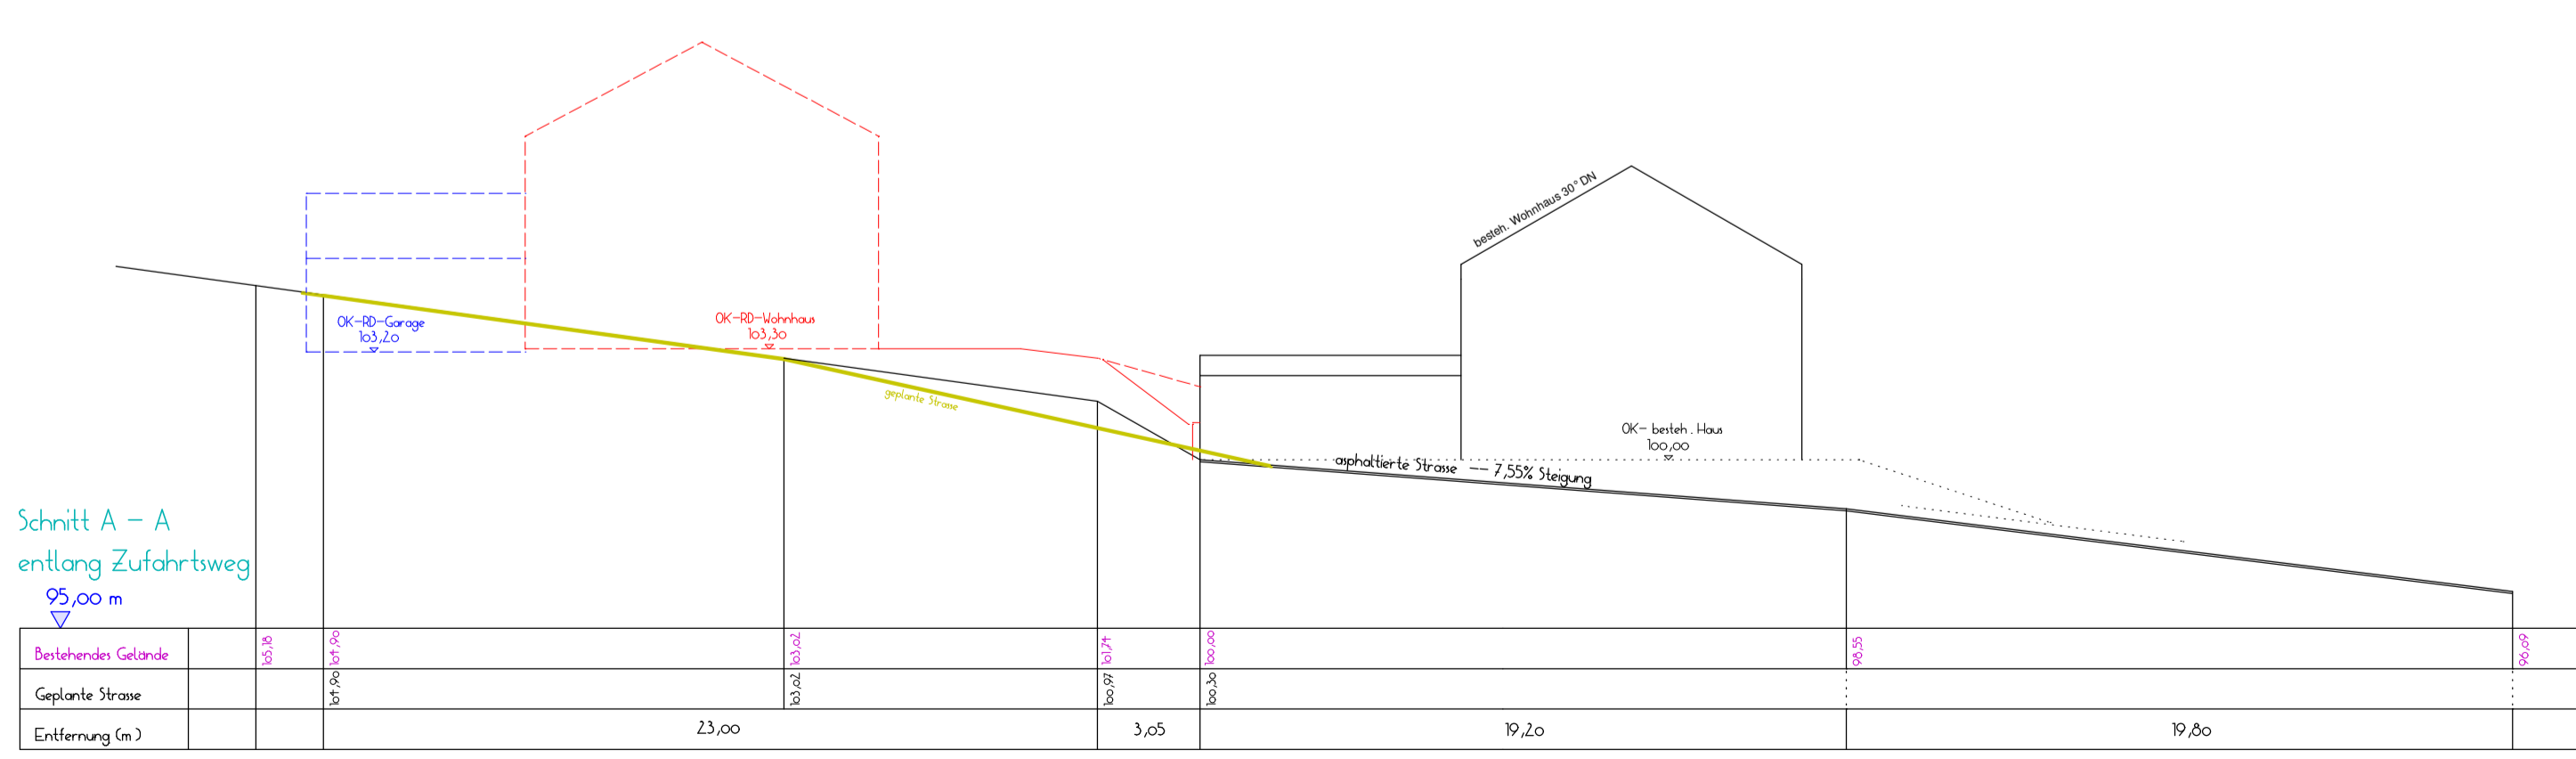 besteh. Wohnhaus 30° DN
OK-RD-Garage
103,20
OK-RD-Wohnhaus
103,30
geplante Strasse
OK- besteh. Haus
100,00
asphaltierte Strasse -- 7,55% Steigung
Schnitt A - A
entlang Zufahrtsweg
95,00 m
Bestehendes Gelände 105,18 104,90 103,02 101,74 100,00 98,55 96,09
Geplante Strasse 104,90 103,02 100,97 100,30
Entfernung (m) 23,00 3,05 19,20 19,80